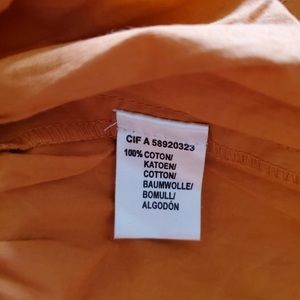 CIF A 58920323
100% COTON/
KATOEN/
COTTON/
BAUMWOLLE/
BOMULL/
ALGODÓN